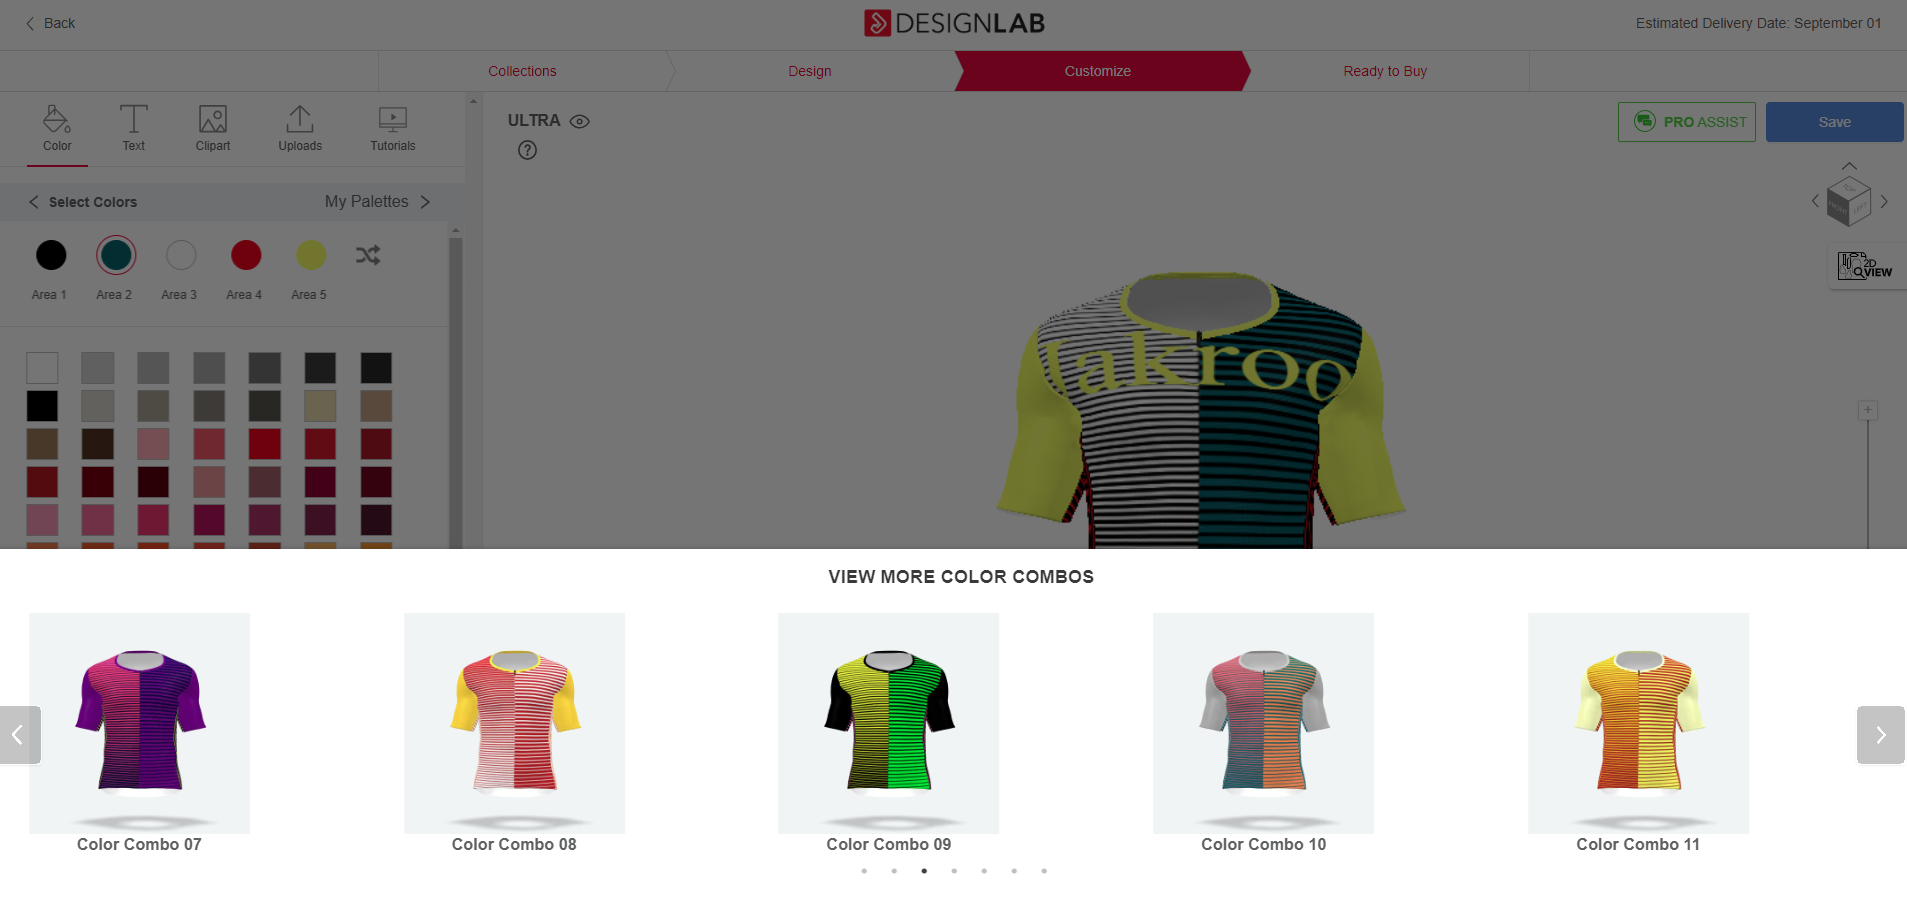 Back
DESIGNLAB
Estimated Delivery Date: September 01
Collections
Design
Customize
Ready to Buy
Color
Text
Clipart
Uploads
Tutorials
ULTRA
?
PRO ASSIST
Save
Select Colors
My Palettes
TOP
FRONT
LEFT
Area 1
Area 2
Area 3
Area 4
Area 5
2D
VIEW
akroo
+
VIEW MORE COLOR COMBOS
Color Combo 07
Color Combo 08
Color Combo 09
Color Combo 10
Color Combo 11